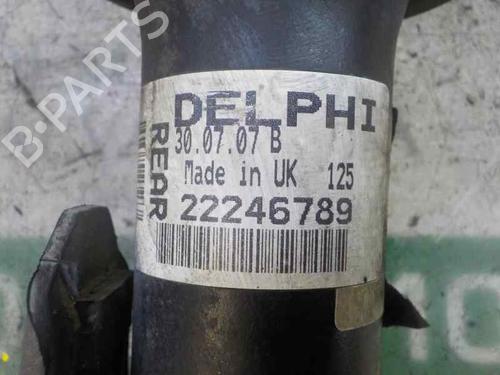 B-PARTS
DELPHI
30.07.07 B
Made in UK 125
REAR
22246789